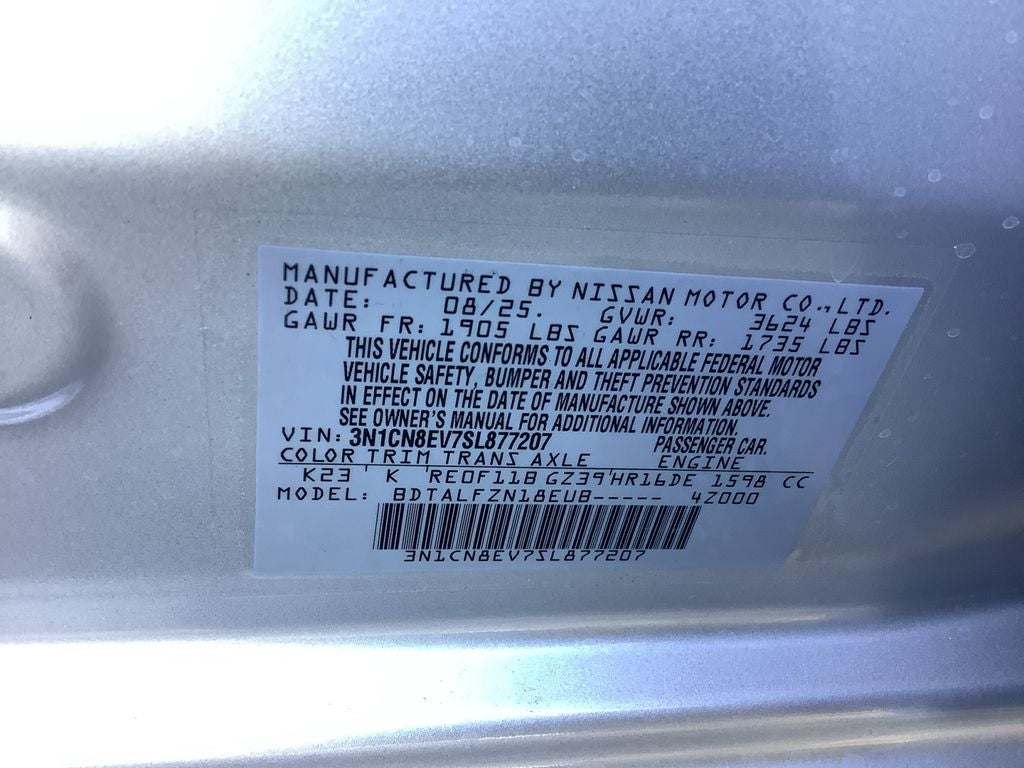 MANUFACTURED BY NISSAN MOTOR CO., LTD.
DATE: 08/25. GVWR: 3624 LBS
GAWR FR: 1905 LBS GAWR RR: 1735 LBS
THIS VEHICLE CONFORMS TO ALL APPLICABLE FEDERAL MOTOR
VEHICLE SAFETY, BUMPER AND THEFT PREVENTION STANDARDS
IN EFFECT ON THE DATE OF MANUFACTURE SHOWN ABOVE.
SEE OWNER'S MANUAL FOR ADDITIONAL INFORMATION.
VIN: 3N1CN8EV7SL877207 PASSENGER CAR.
COLOR TRIM TRANS AXLE ENGINE
K23 ' K 'RE0F11B GZ39'HR16DE 1598 CC
MODEL: BDTALFZN18EUB----- 4Z000
3N1CN8EV7SL877207